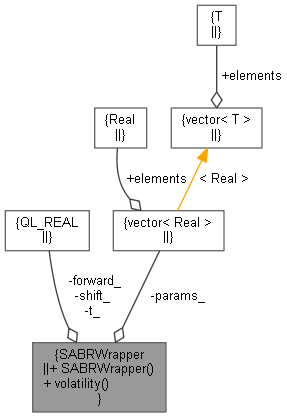 {T
||}
+elements
{Real
||}
{vector< T >
||}
+elements
< Real >
{QL_REAL
||}
{vector< Real >
||}
-forward_
-shift_
-t_
-params_
{SABRWrapper
||+ SABRWrapper()
+ volatility()
}